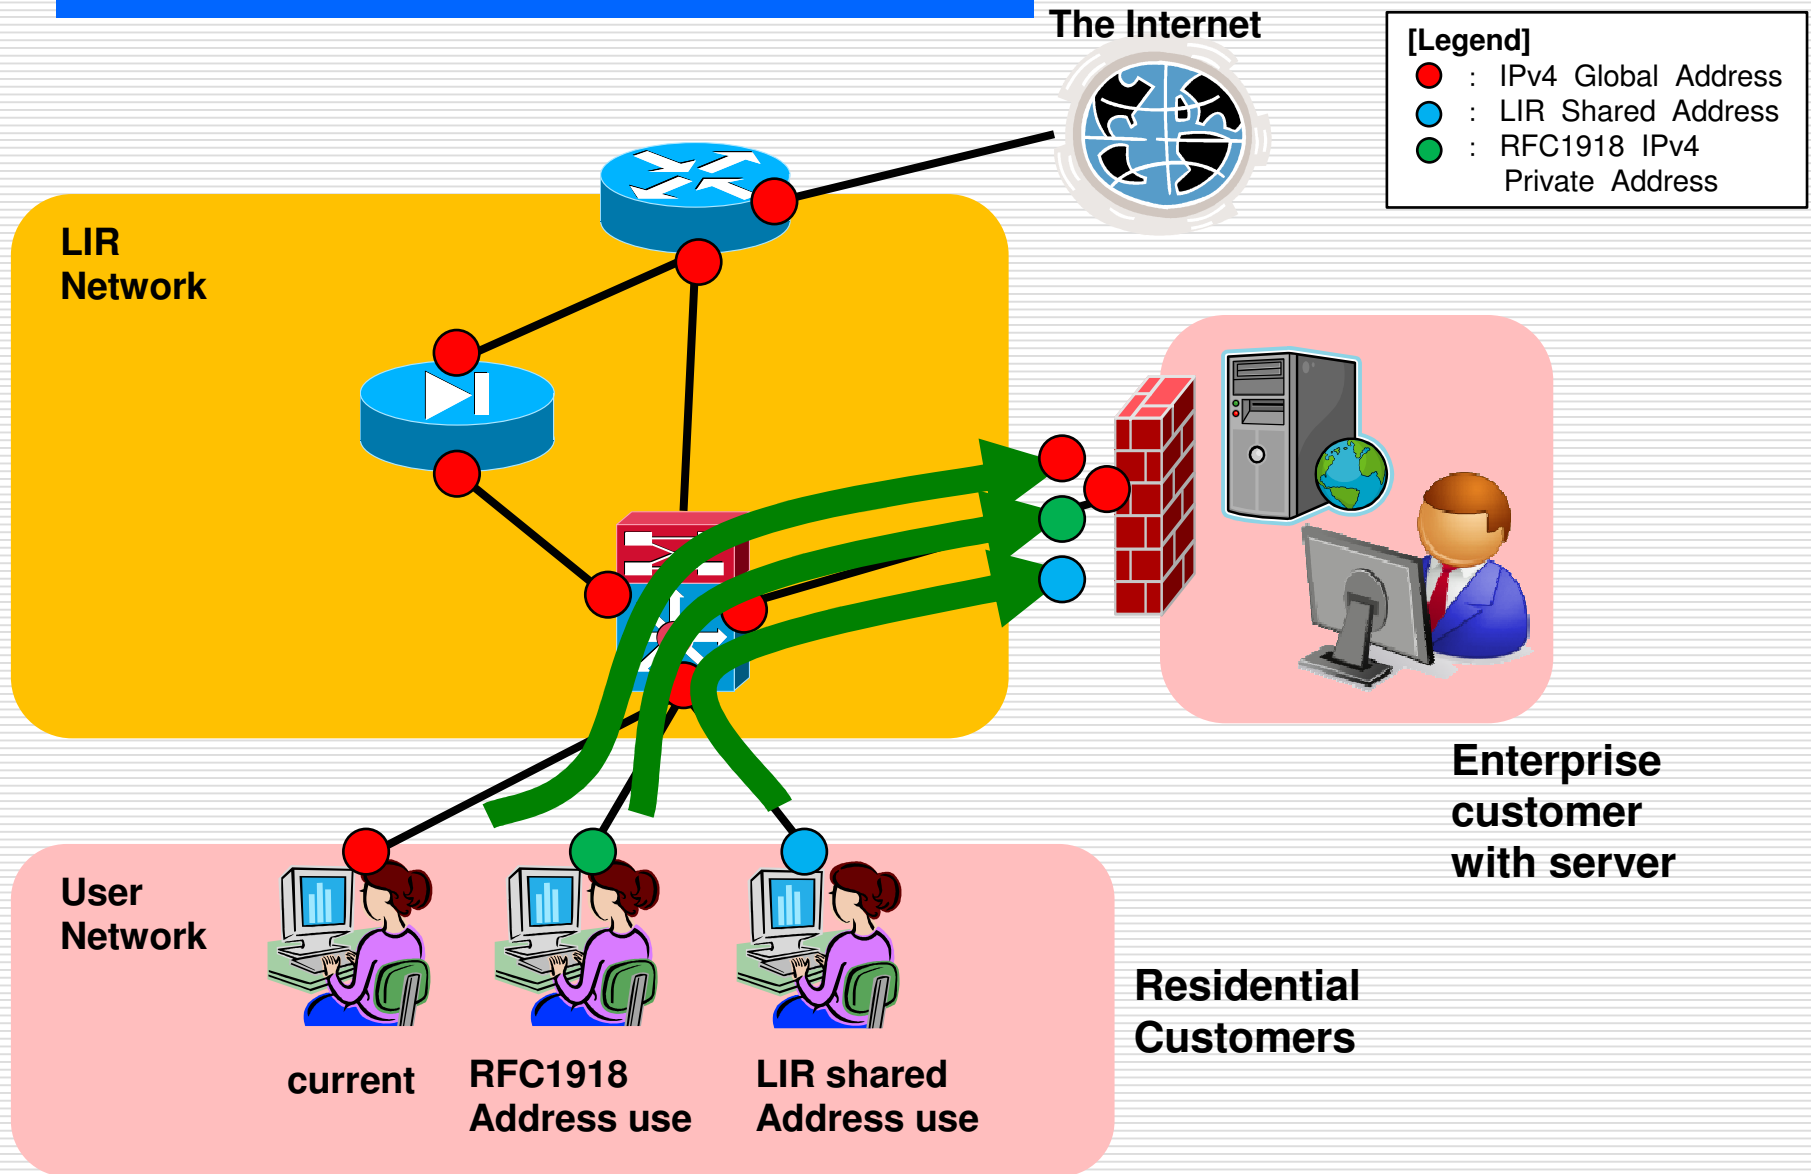 The Internet
[Legend]
: IPv4 Global Address
: LIR Shared Address
: RFC1918 IPv4
Private Address
LIR
Network
Enterprise
customer
with server
User
Network
Residential
Customers
current
RFC1918
Address use
LIR shared
Address use